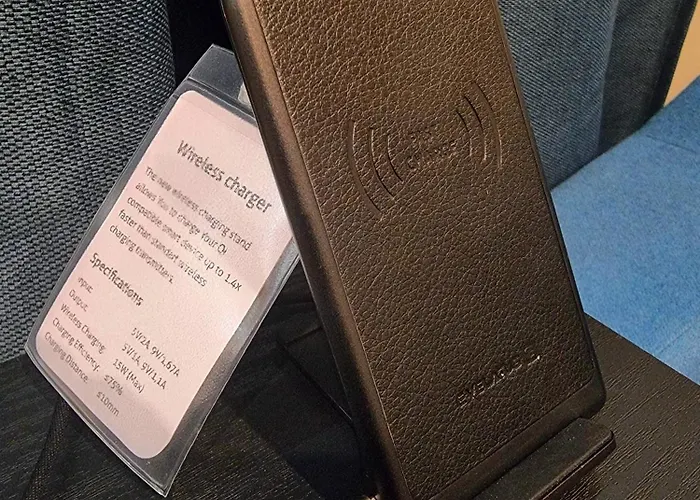 Wireless charger
The new wireless charging stand
allows You to charge Your Qi
compatible smart device up to 1.4x
faster than standart wireless
charging transmitters.
Specifications
Input: 5V/2A 9V/1.67A
Output: 5V/1A 9V/1.1A
Wireless Charging: 15W(Max)
Charging Efficiency: ≤75%
Charging Distance: ≤10mm